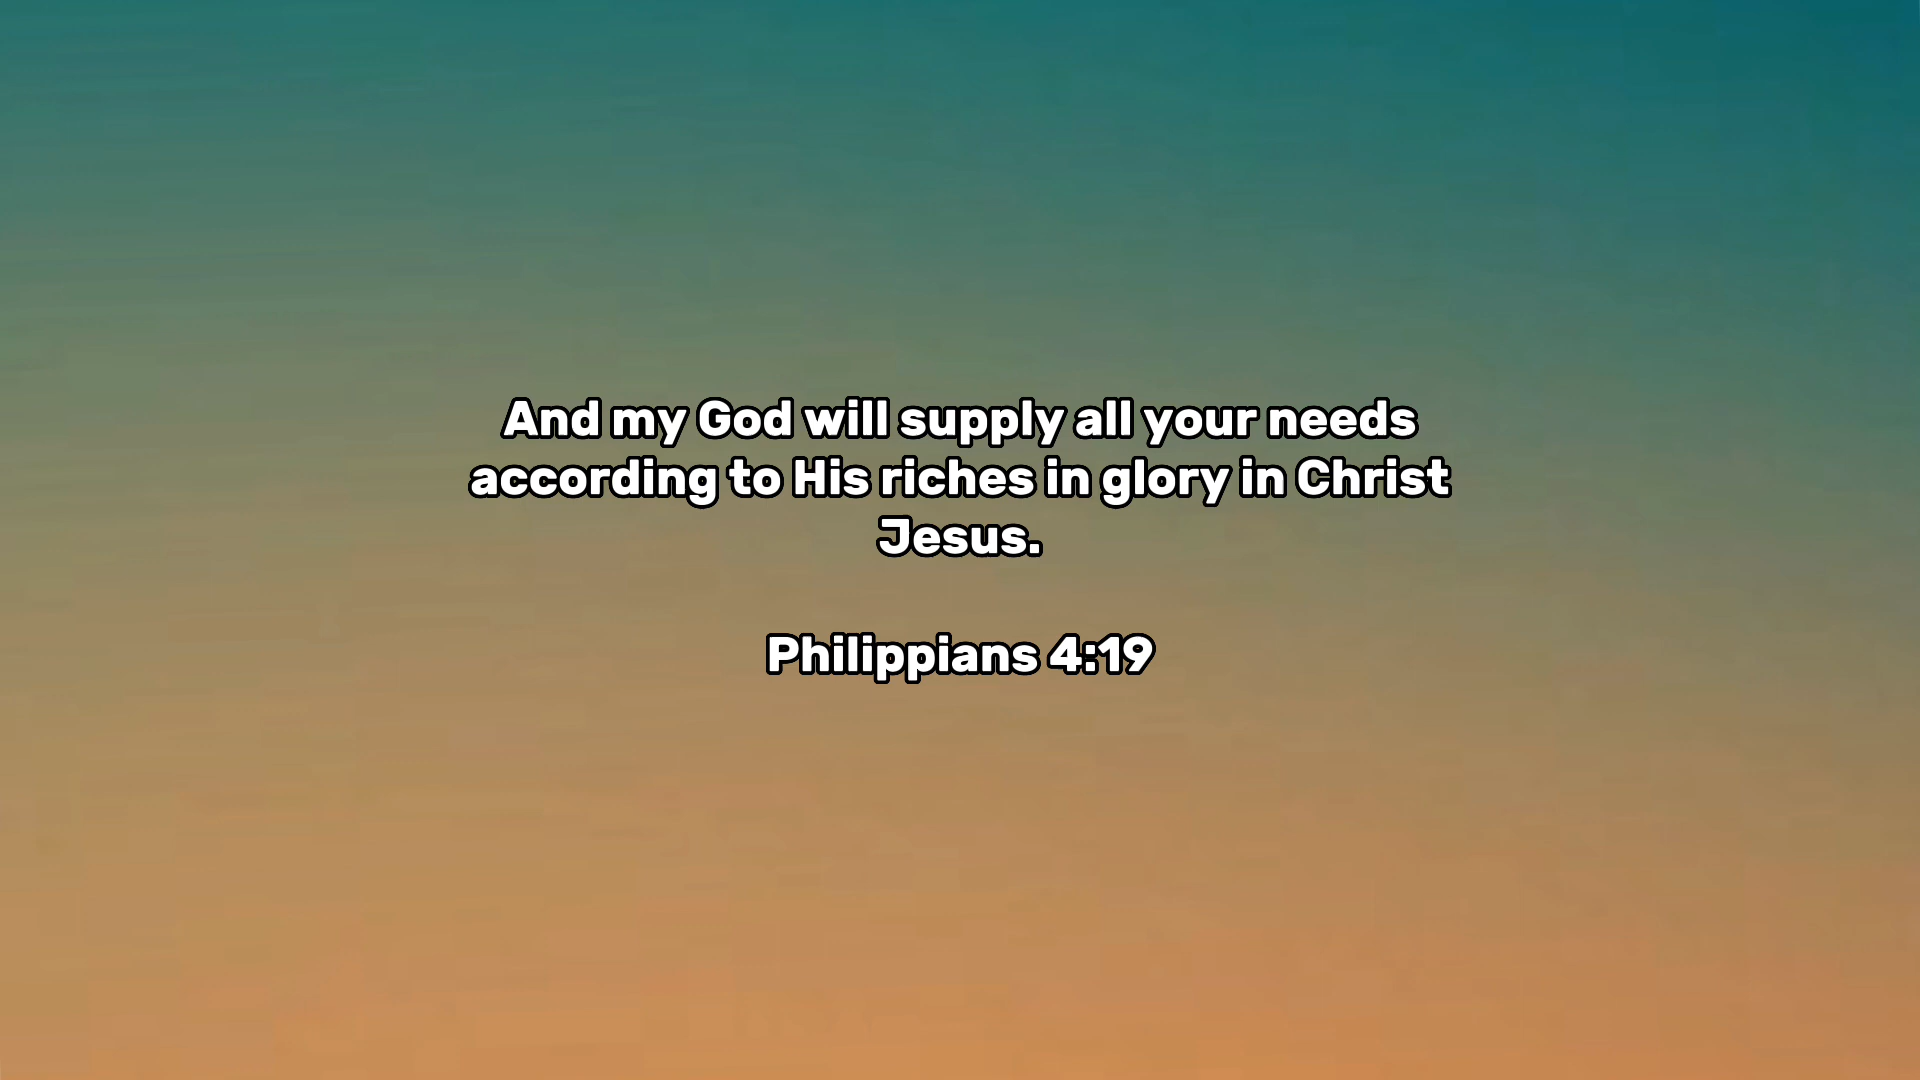 And my God will supply all your needs
according to His riches in glory in Christ
Jesus.
Philippians 4:19